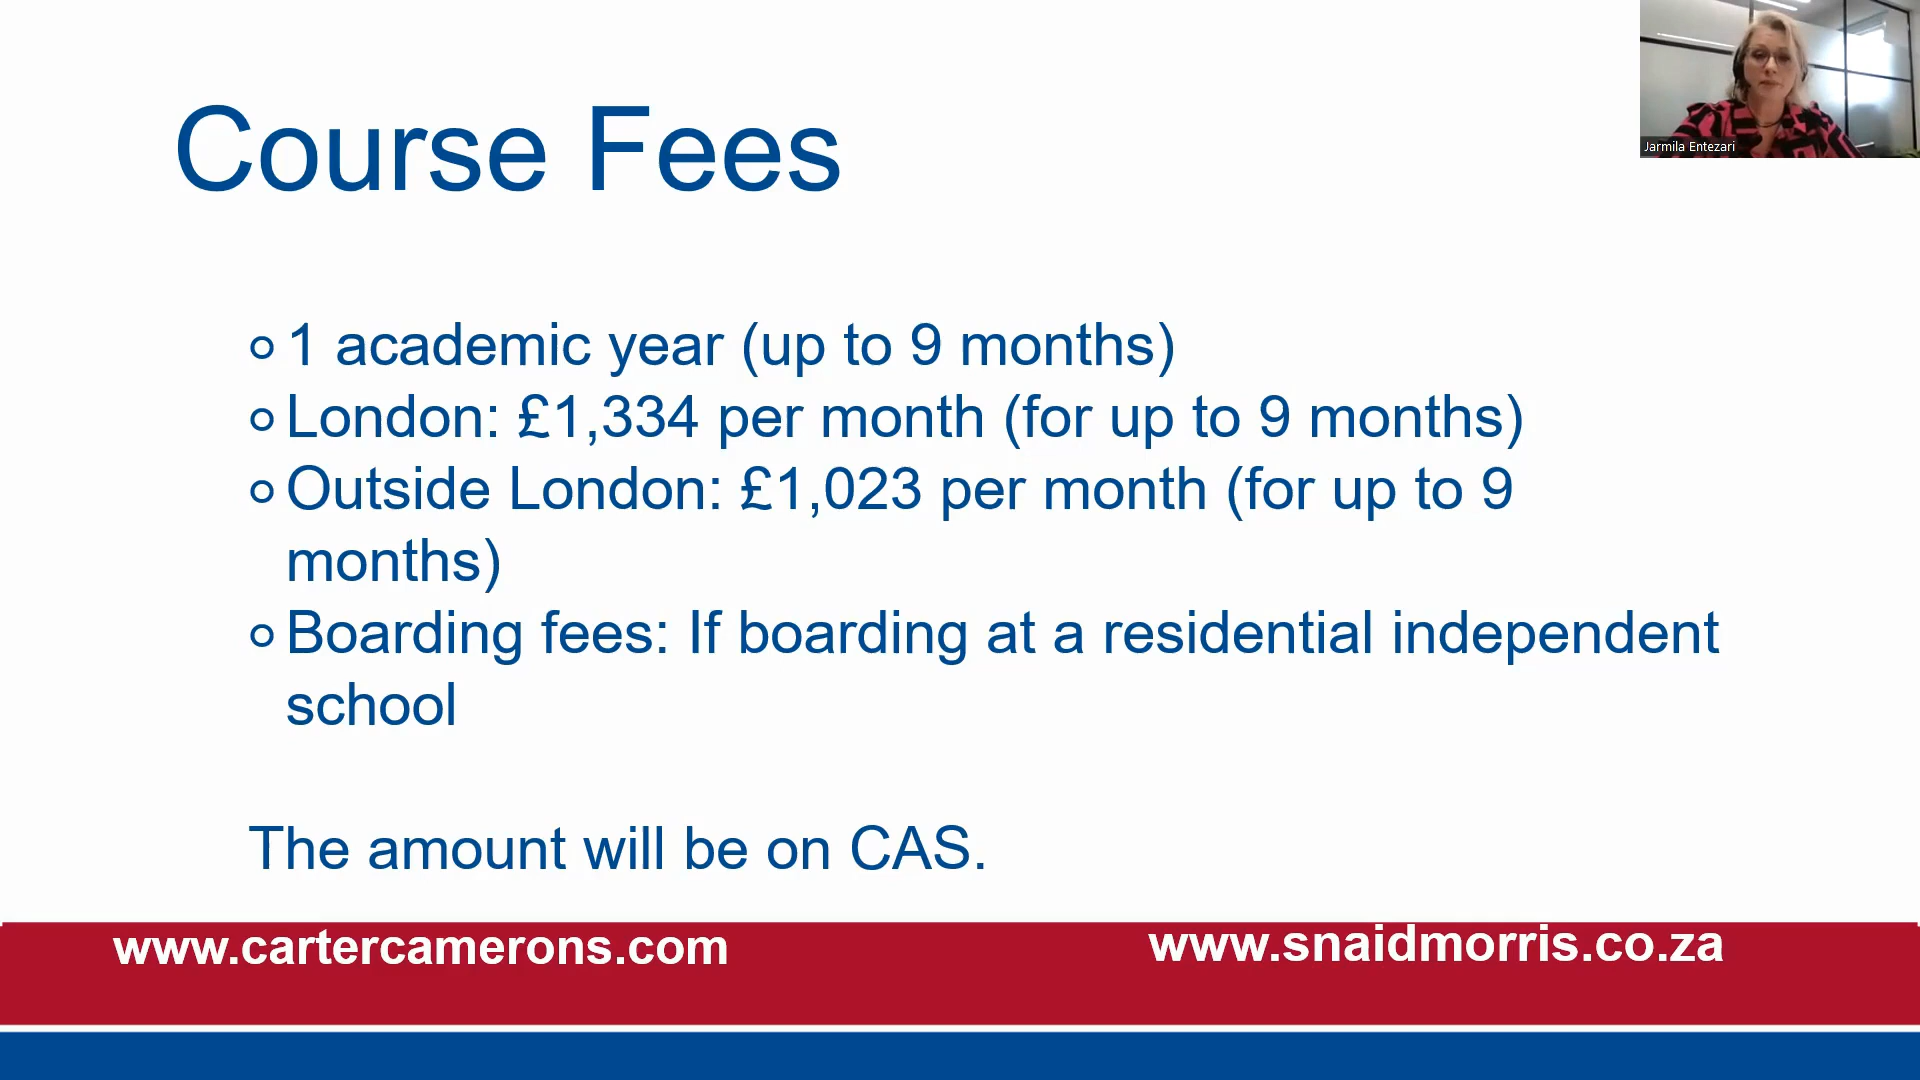 Course Fees
Jarmila Entezari
1 academic year (up to 9 months)
London: £1,334 per month (for up to 9 months)
Outside London: £1,023 per month (for up to 9
months)
Boarding fees: If boarding at a residential independent
school
The amount will be on CAS.
www.cartercamerons.com
www.snaidmorris.co.za